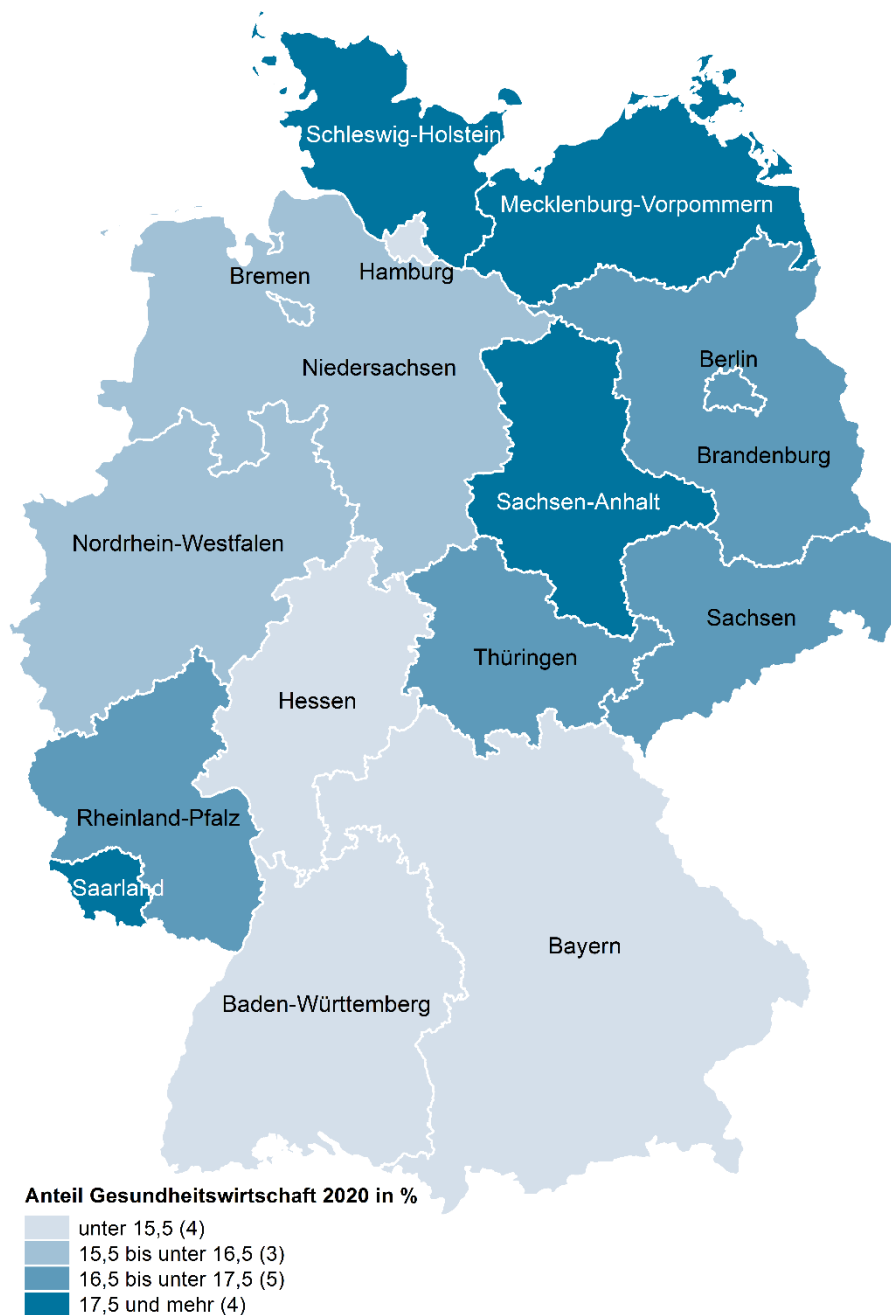 Schleswig-Holstein
Mecklenburg-Vorpommern
Hamburg
Bremen
Niedersachsen
Berlin
Brandenburg
Sachsen-Anhalt
Nordrhein-Westfalen
Sachsen
Thüringen
Hessen
Rheinland-Pfalz
Saarland
Bayern
Baden-Württemberg
Anteil Gesundheitswirtschaft 2020 in %
unter 15,5 (4)
15,5 bis unter 16,5 (3)
16,5 bis unter 17,5 (5)
17,5 und mehr (4)